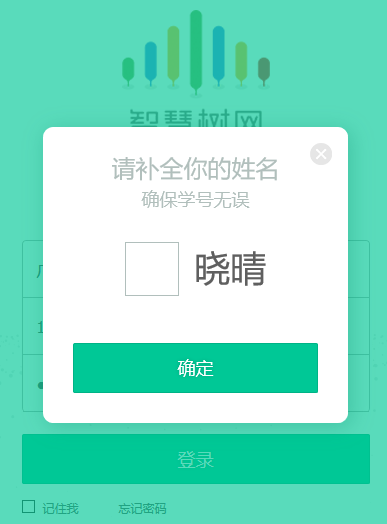 智慧树网
请补全你的姓名
确保学号无误
晓晴
确定
登录
记住我 忘记密码